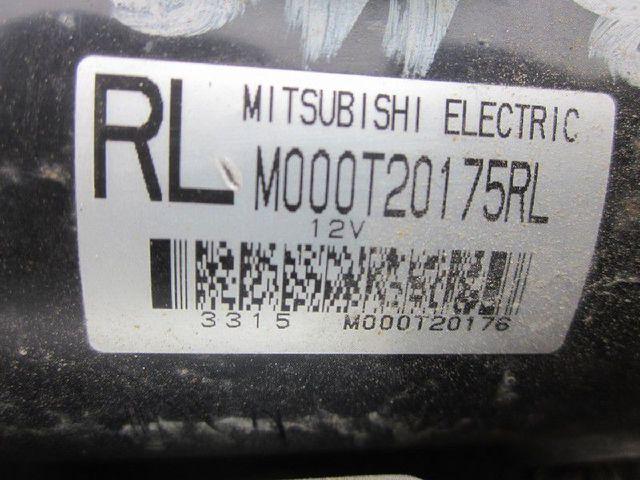 RL
MITSUBISHI ELECTRIC
M000T20175RL
12V
3315 M000T20176